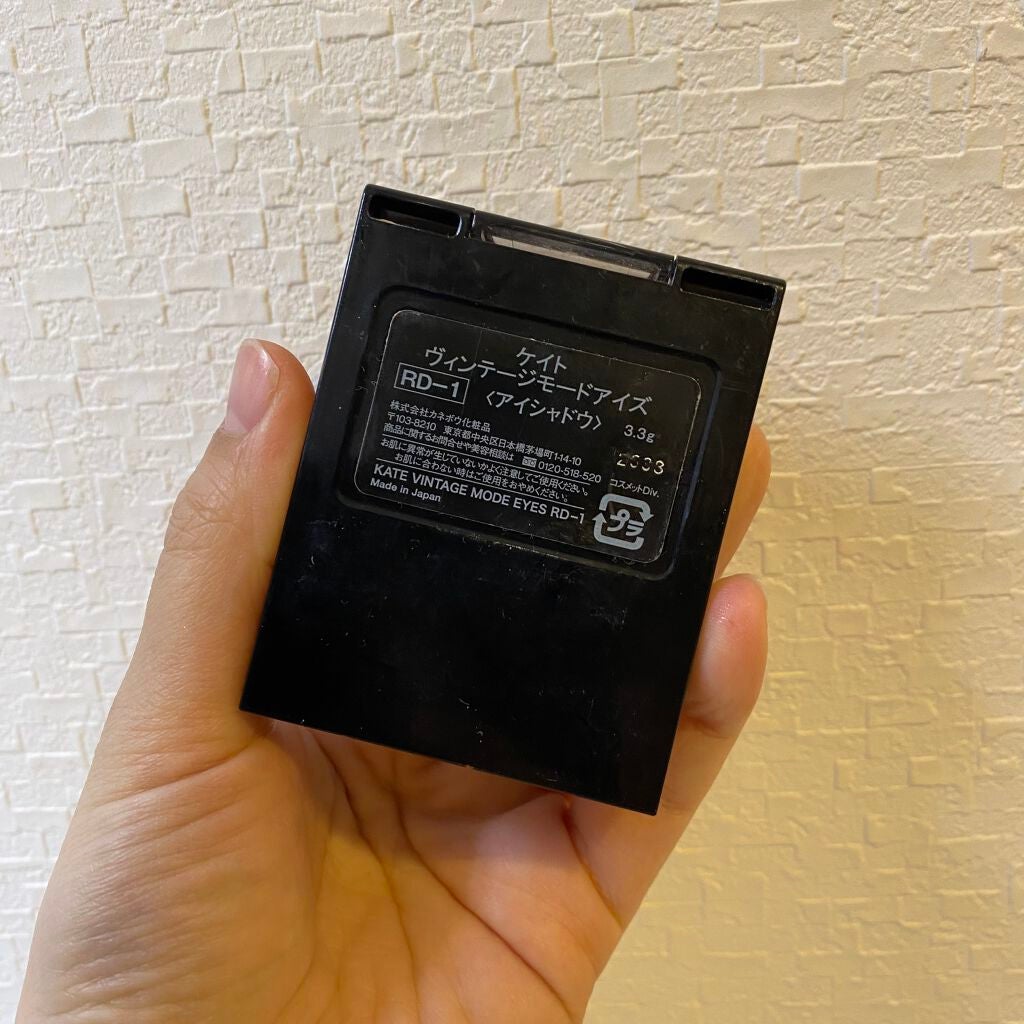 ケイト
ヴィンテージモードアイズ
RD-1 〈アイシャドウ〉 3.3g
株式会社カネボウ化粧品
〒103-8210 東京都中央区日本橋茅場町1-14-10
商品に関するお問合せや美容相談は 0120-518-520
お肌に異常が生じていないかよく注意してご使用ください。
お肌に合わない時はご使用をおやめください。 コスメットDiv.
KATE VINTAGE MODE EYES RD-1
Made in Japan
プラ